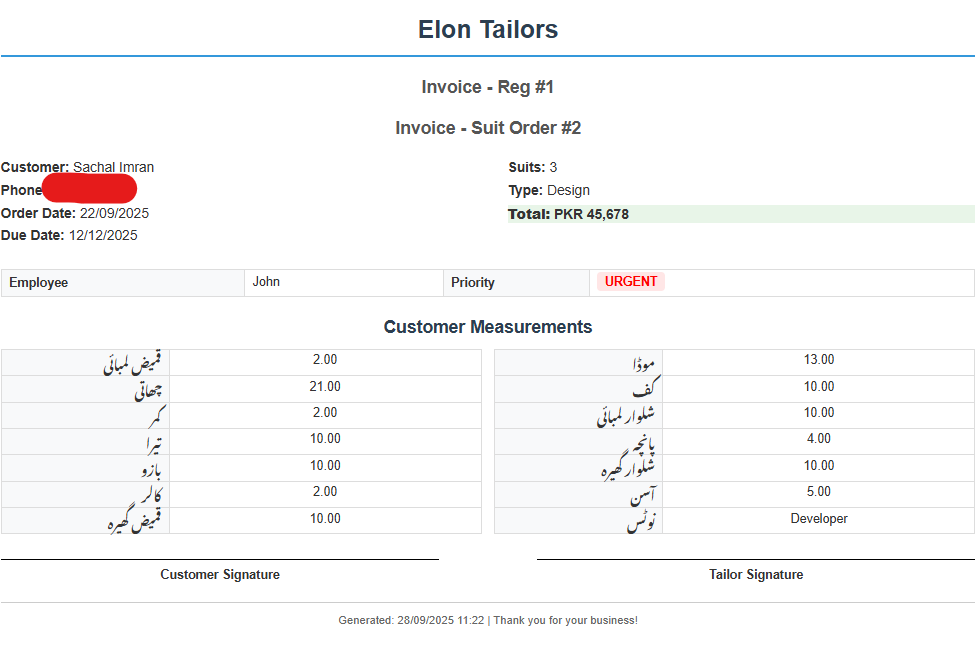 Elon Tailors
Invoice - Reg #1
Invoice - Suit Order #2
Customer: Sachal Imran
Phone
Order Date: 22/09/2025
Due Date: 12/12/2025
Suits: 3
Type: Design
Total: PKR 45,678
Employee John Priority URGENT
Customer Measurements
قمیض لمبائی 2.00
چھاتی 21.00
کمر 2.00
تیرا 10.00
بازو 10.00
کالر 2.00
قمیض گھیرہ 10.00
موڈا 13.00
کف 10.00
شلوار لمبائی 10.00
پانچہ 4.00
شلوار گھیرہ 10.00
آسن 5.00
نوٹس Developer
Customer Signature
Tailor Signature
Generated: 28/09/2025 11:22 | Thank you for your business!